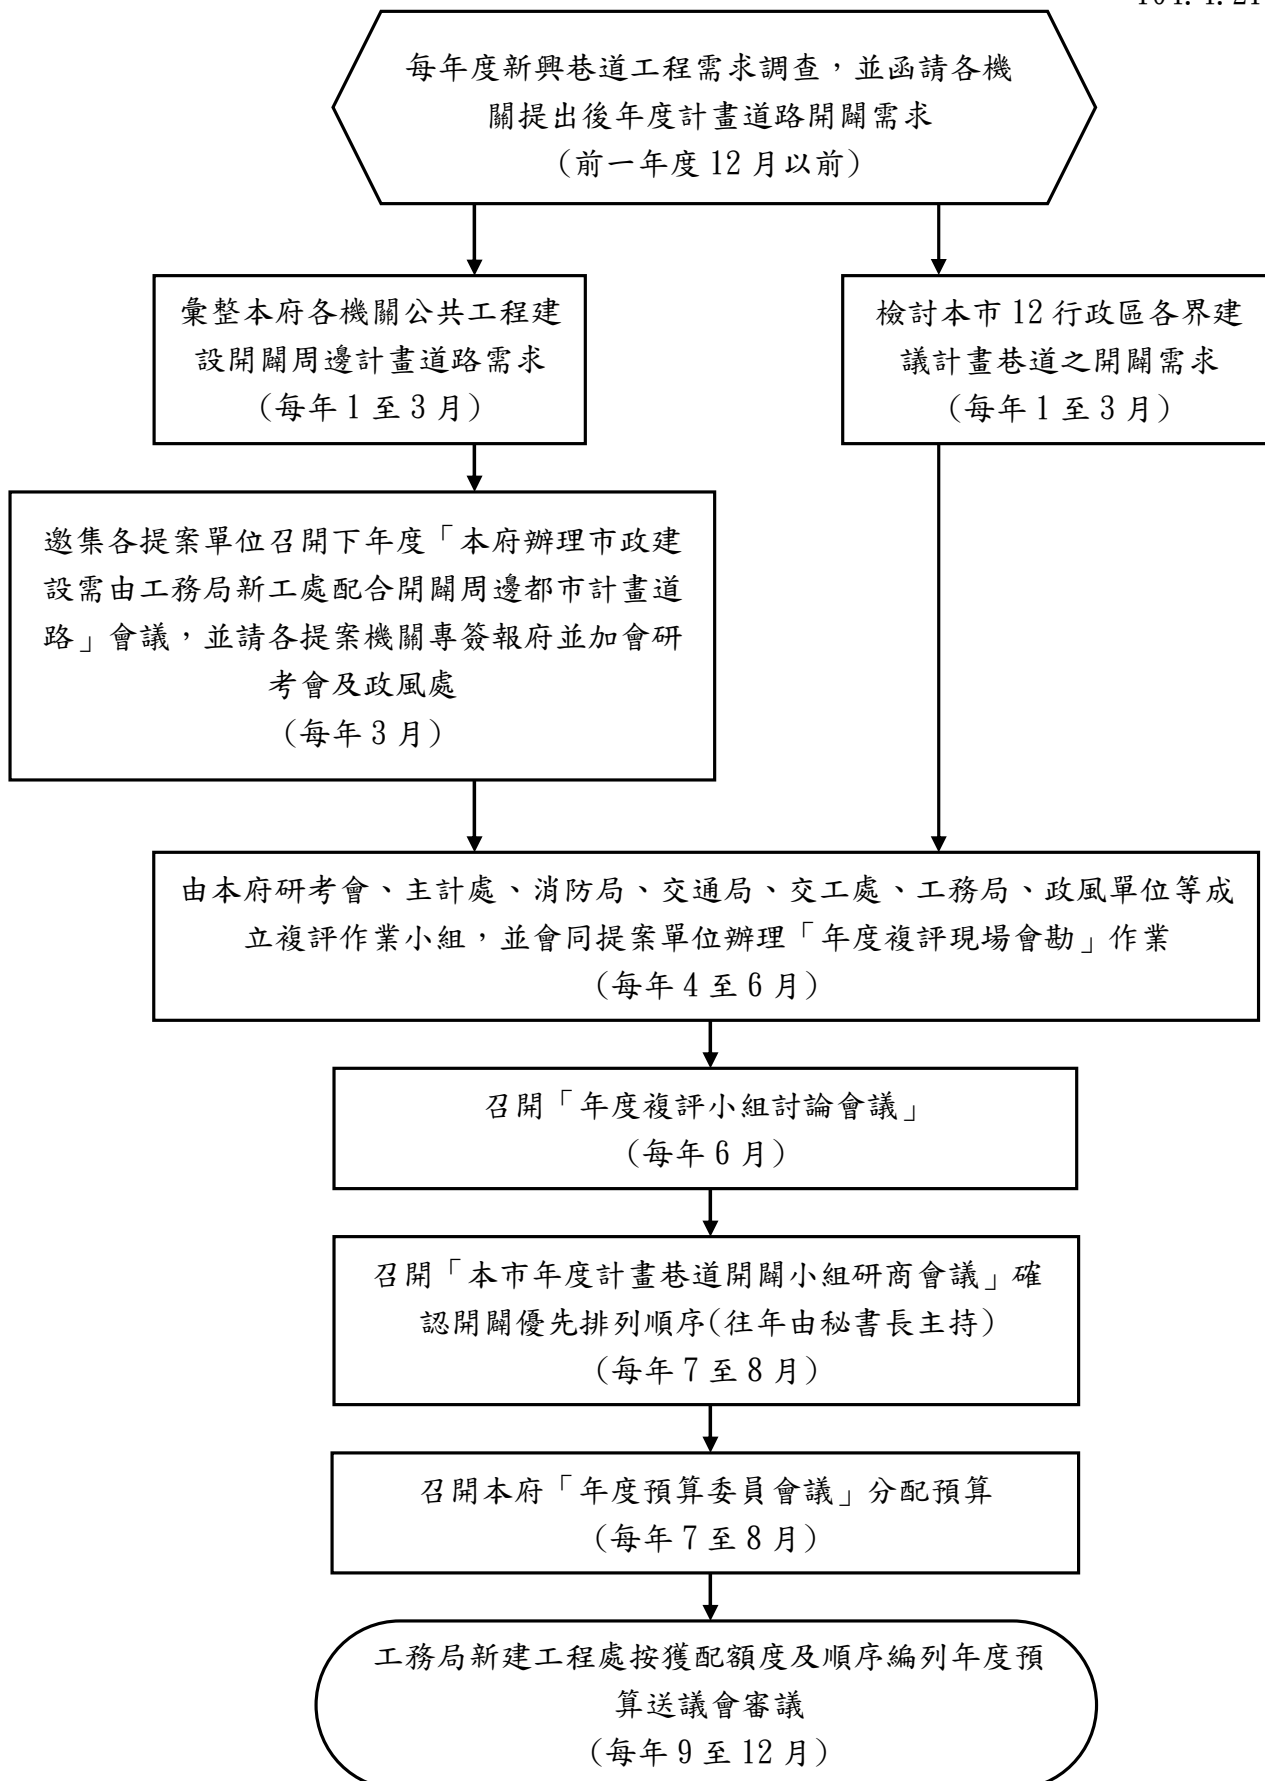 每年度新興巷道工程需求調查，並函請各機
關提出後年度計畫道路開闢需求
（前一年度 12 月以前）
彙整本府各機關公共工程建
設開闢周邊計畫道路需求
（每年 1 至 3 月）
檢討本市 12 行政區各界建
議計畫巷道之開闢需求
（每年 1 至 3 月）
邀集各提案單位召開下年度「本府辦理市政建
設需由工務局新工處配合開闢周邊都市計畫道
路」會議，並請各提案機關專簽報府並加會研
考會及政風處
（每年 3 月）
由本府研考會、主計處、消防局、交通局、交工處、工務局、政風單位等成
立複評作業小組，並會同提案單位辦理「年度複評現場會勘」作業
（每年 4 至 6 月）
召開「年度複評小組討論會議」
（每年 6 月）
召開「本市年度計畫巷道開闢小組研商會議」確
認開闢優先排列順序(往年由秘書長主持)
（每年 7 至 8 月）
召開本府「年度預算委員會議」分配預算
（每年 7 至 8 月）
工務局新建工程處按獲配額度及順序編列年度預
算送議會審議
（每年 9 至 12 月）